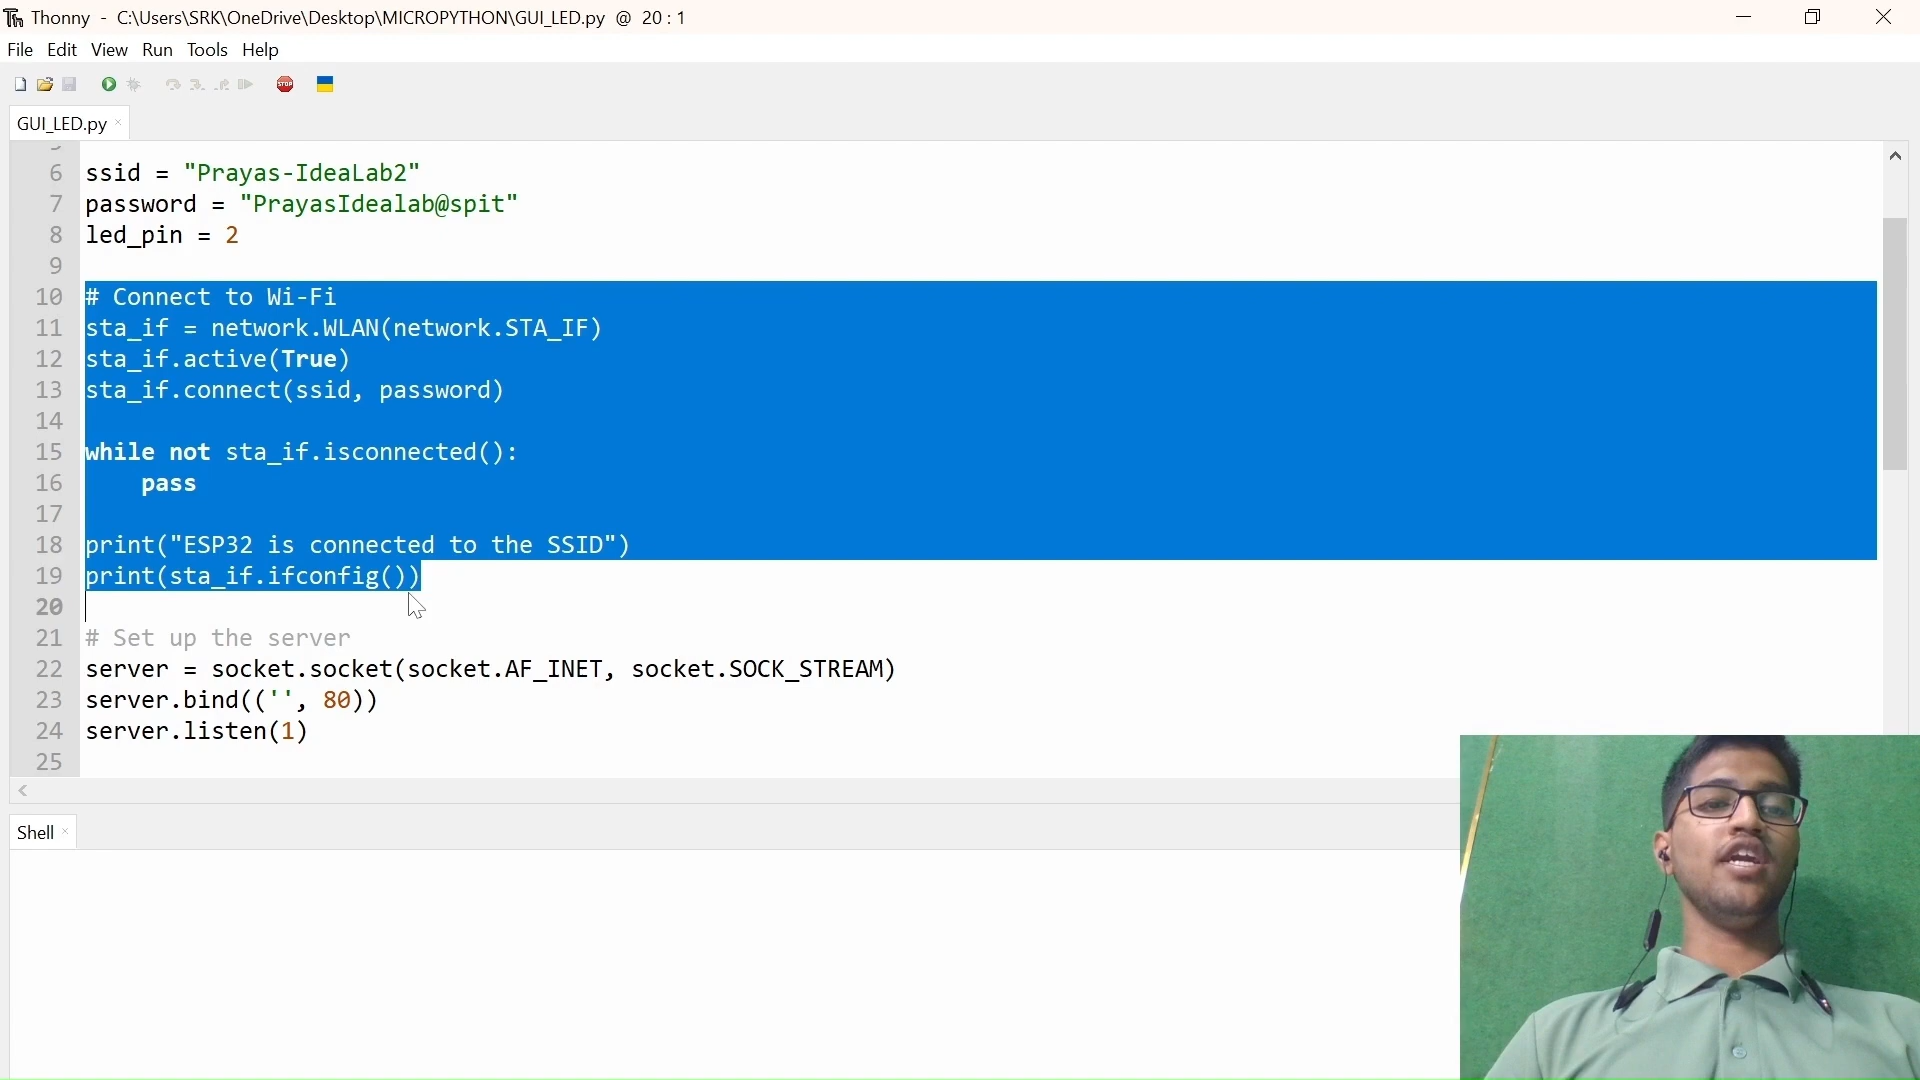 Thonny - C:\Users\SRK\OneDrive\Desktop\MICROPYTHON\GUI_LED.py @ 20 : 1
File Edit View Run Tools Help
STOP
GUI_LED.py
6 ssid = "Prayas-IdeaLab2"
7 password = "PrayasIdealab@spit"
8 led_pin = 2
9
10 # Connect to Wi-Fi
11 sta_if = network.WLAN(network.STA_IF)
12 sta_if.active(True)
13 sta_if.connect(ssid, password)
14
15 while not sta_if.isconnected():
16     pass
17
18 print("ESP32 is connected to the SSID")
19 print(sta_if.ifconfig())
20
21 # Set up the server
22 server = socket.socket(socket.AF_INET, socket.SOCK_STREAM)
23 server.bind(('', 80))
24 server.listen(1)
25
Shell